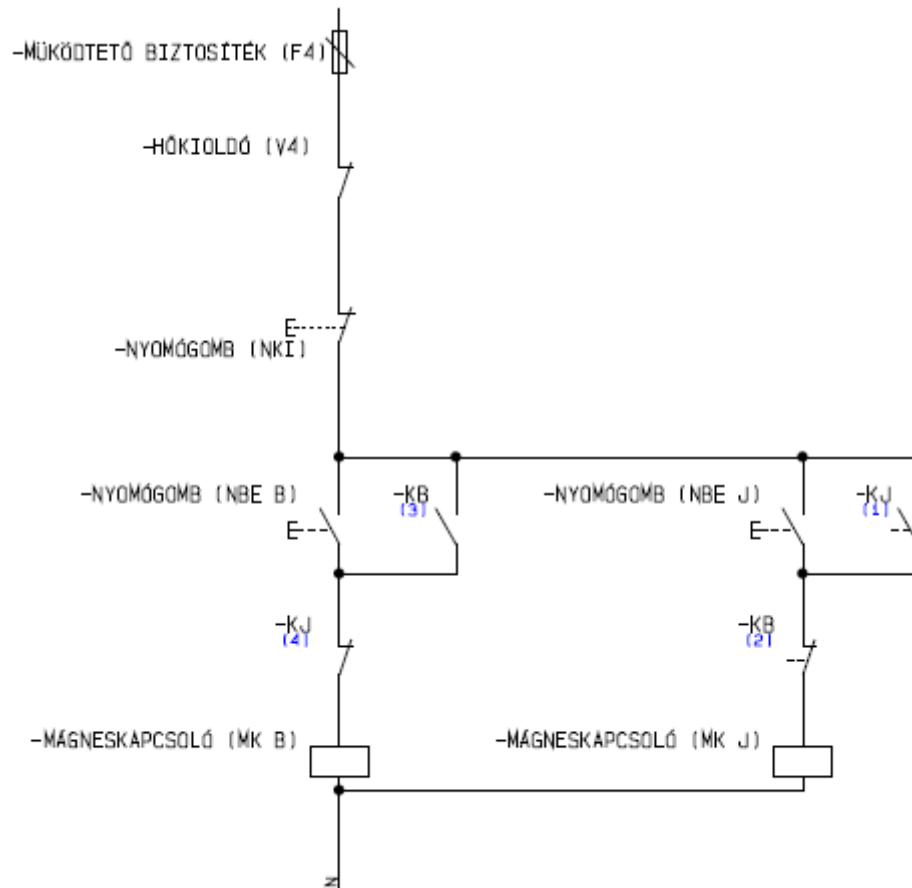 -MŰKÖDTETŐ BIZTOSÍTÉK (F4)
-HŐKIOLDÓ (V4)
-NYOMÓGOMB (NKI)
-NYOMÓGOMB (NBE B)
-KB
(3)
-NYOMÓGOMB (NBE J)
-KJ
(1)
-KJ
(4)
-KB
(2)
-MÁGNESKAPCSOLÓ (MK B)
-MÁGNESKAPCSOLÓ (MK J)
N